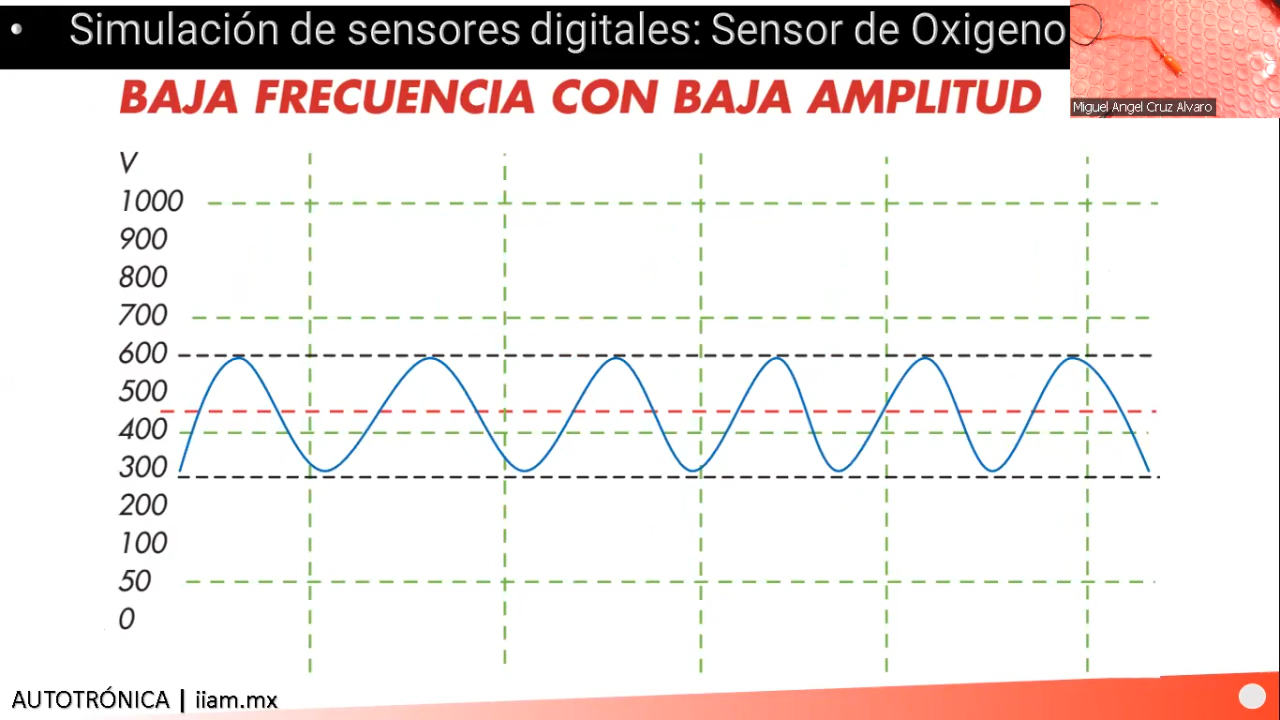 • Simulación de sensores digitales: Sensor de Oxigeno
BAJA FRECUENCIA CON BAJA AMPLITUD
Miguel Angel Cruz Alvaro
V
1000
900
800
700
600
500
400
300
200
100
50
0
AUTOTRÓNICA | iiam.mx